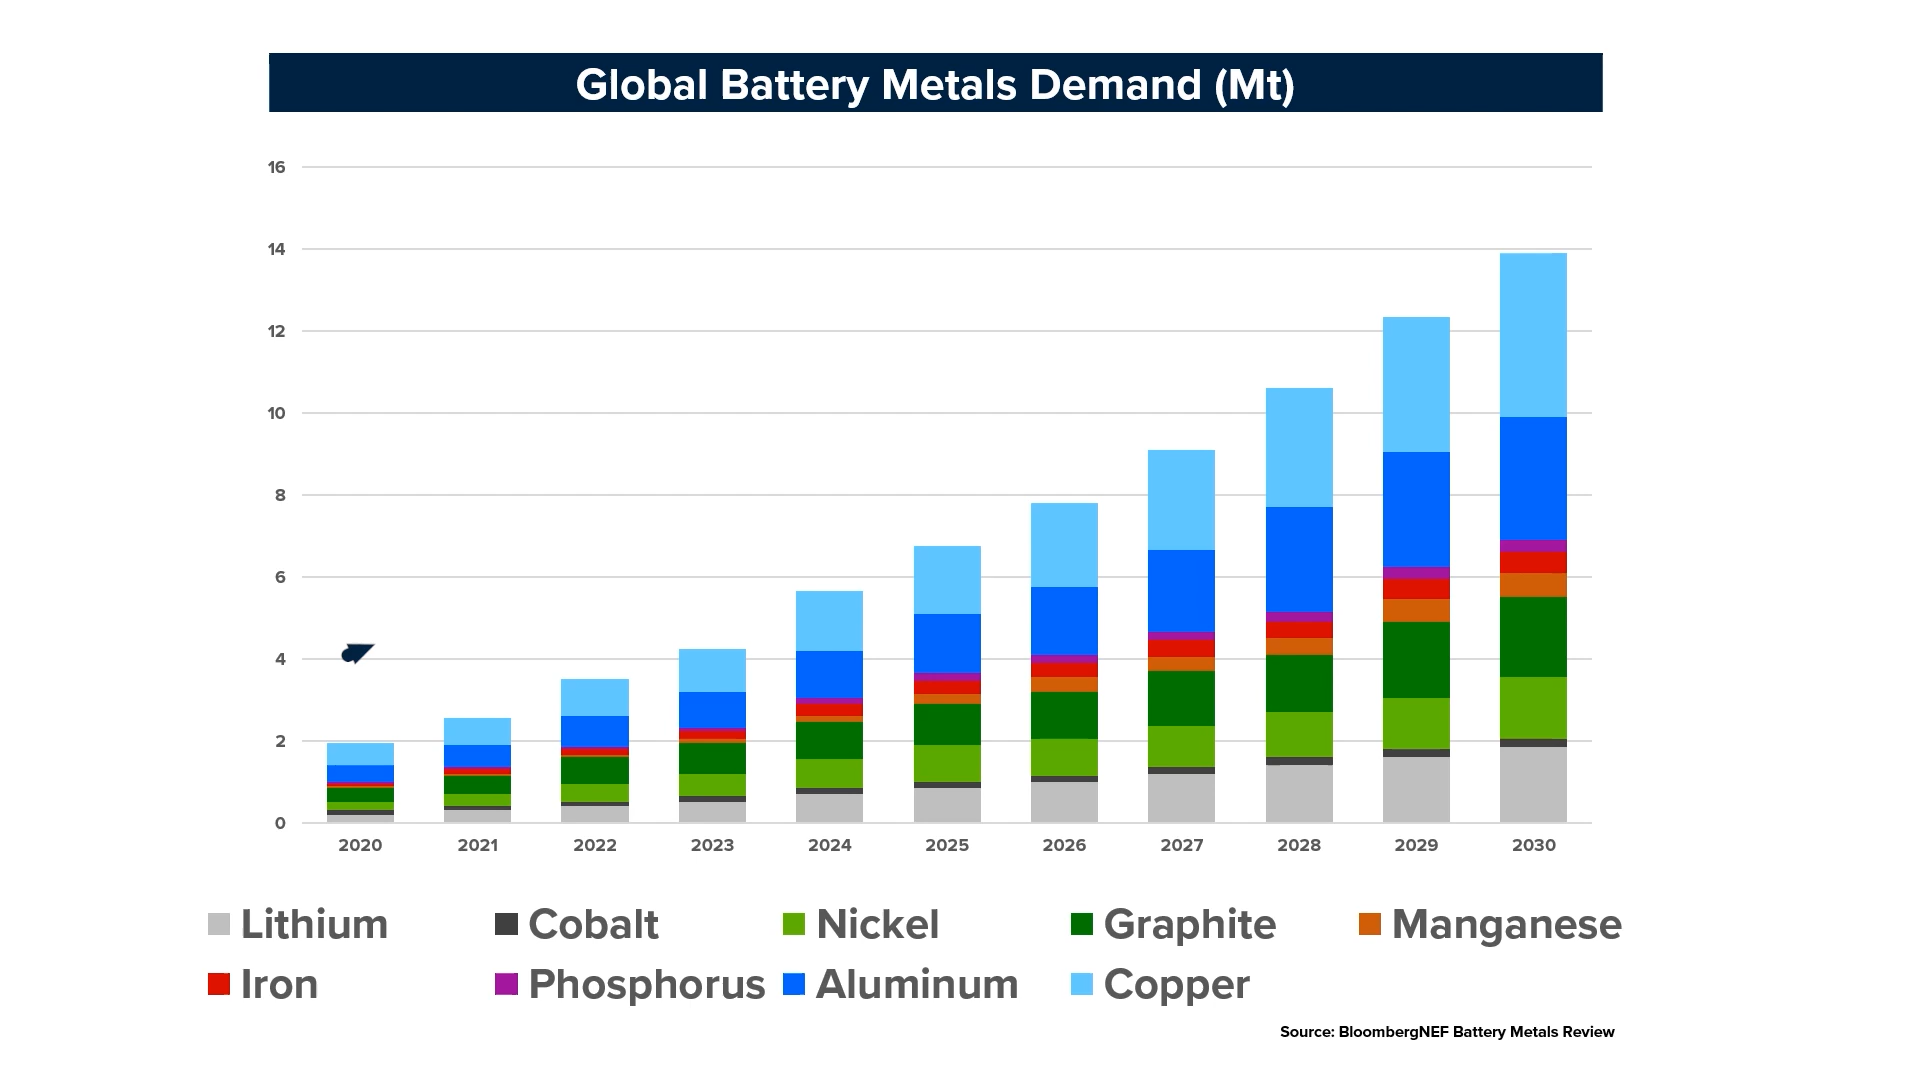 Global Battery Metals Demand (Mt)
16
14
12
10
8
6
4
2
0
2020 2021 2022 2023 2024 2025 2026 2027 2028 2029 2030
Lithium Cobalt Nickel Graphite Manganese
Iron Phosphorus Aluminum Copper
Source: BloombergNEF Battery Metals Review